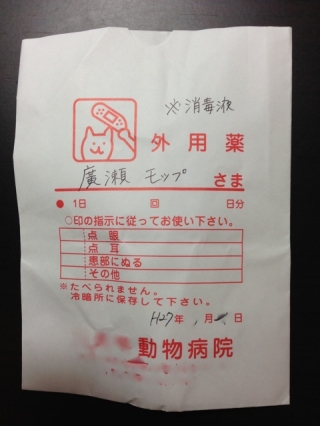 ※消毒液
外用薬
廣瀬 モップ さま
● 1日 回 日分
○印の指示に従ってお使い下さい。
点眼
点耳
患部にぬる
その他
※たべられません。
冷暗所に保存して下さい。
H27年 月 日
動物病院